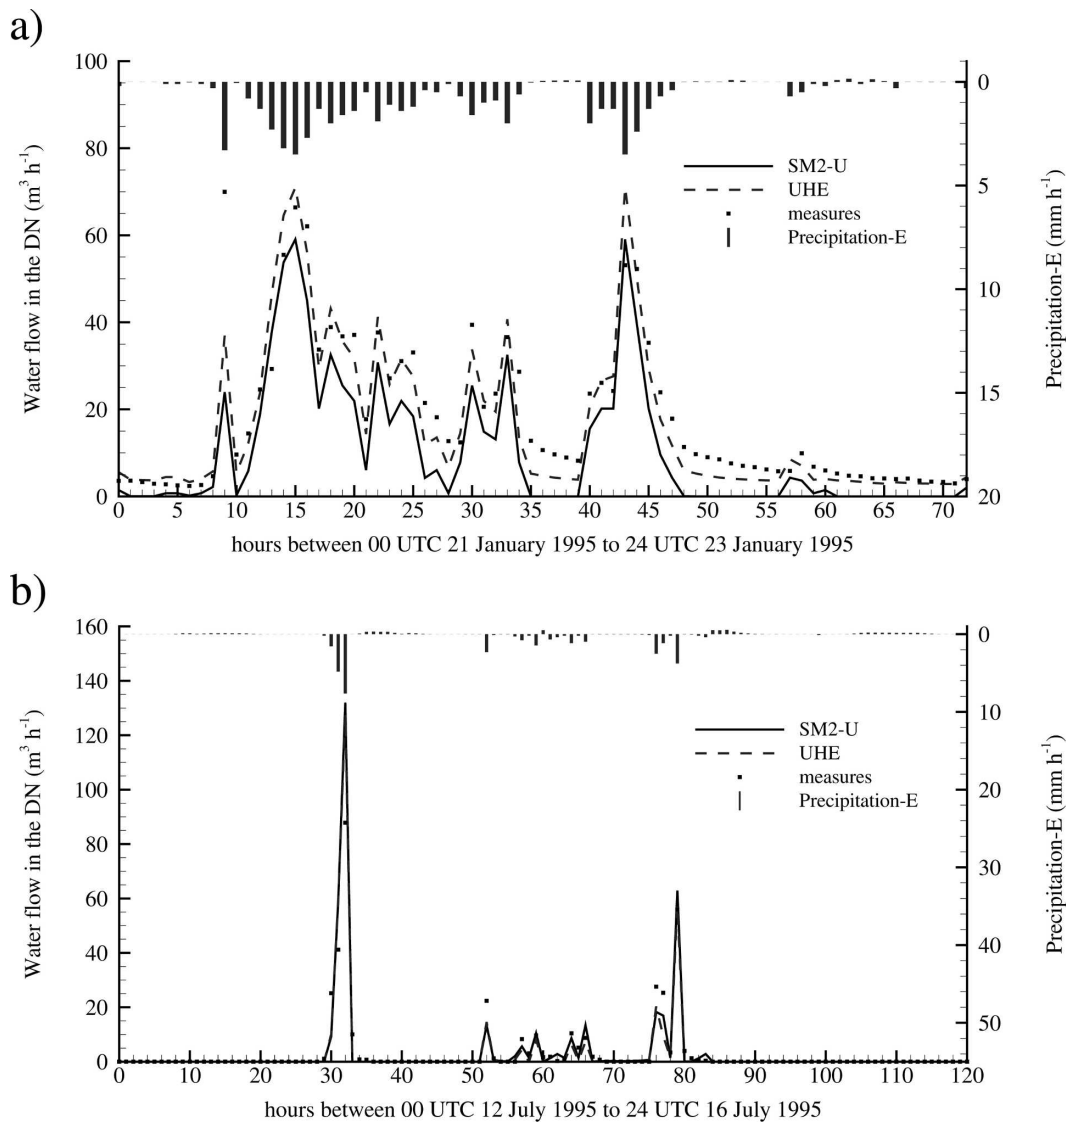 a)
100
80
60
40
20
0
Water flow in the DN (m³ h⁻¹)
0
5
10
15
20
Precipitation-E (mm h⁻¹)
SM2-U
UHE
measures
Precipitation-E
0 5 10 15 20 25 30 35 40 45 50 55 60 65 70
hours between 00 UTC 21 January 1995 to 24 UTC 23 January 1995
b)
160
140
120
100
80
60
40
20
0
Water flow in the DN (m³ h⁻¹)
0
10
20
30
40
50
Precipitation-E (mm h⁻¹)
SM2-U
UHE
measures
Precipitation-E
0 10 20 30 40 50 60 70 80 90 100 110 120
hours between 00 UTC 12 July 1995 to 24 UTC 16 July 1995